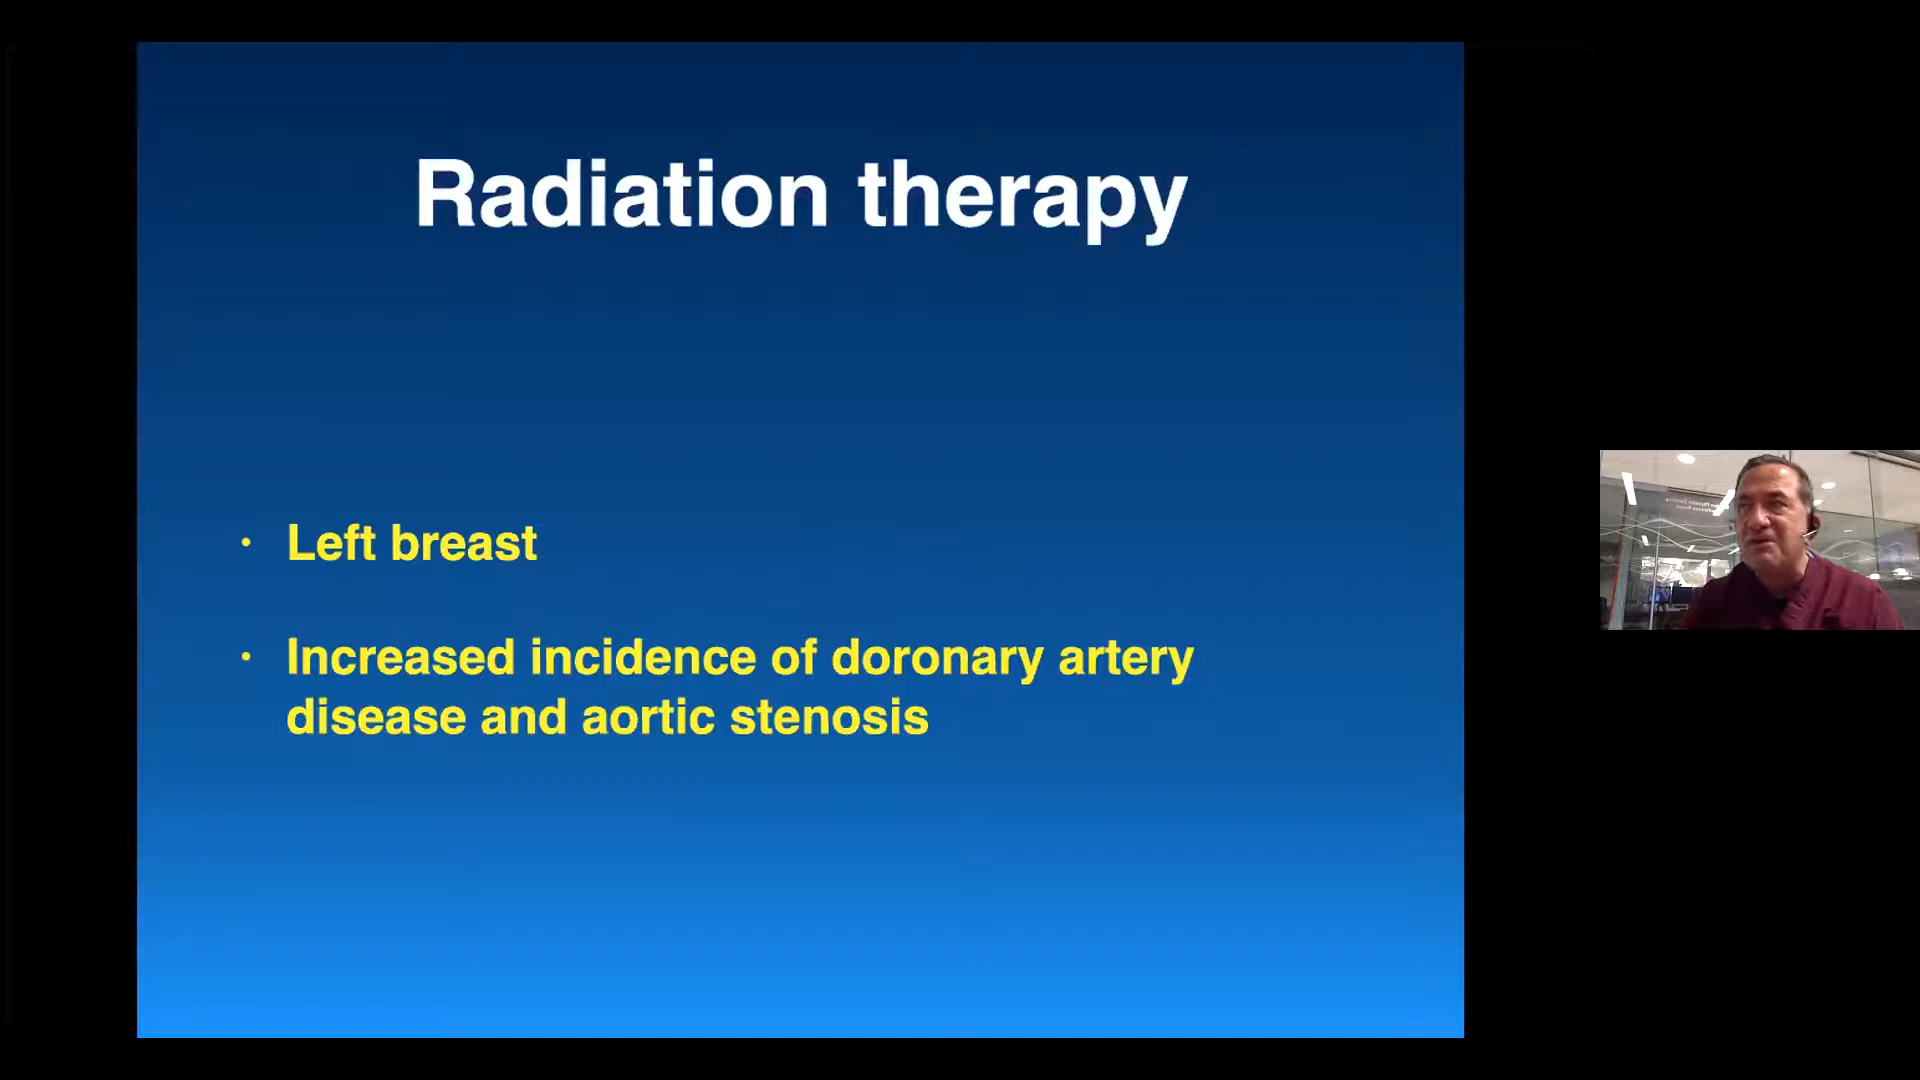 Radiation therapy
• Left breast
• Increased incidence of doronary artery
disease and aortic stenosis